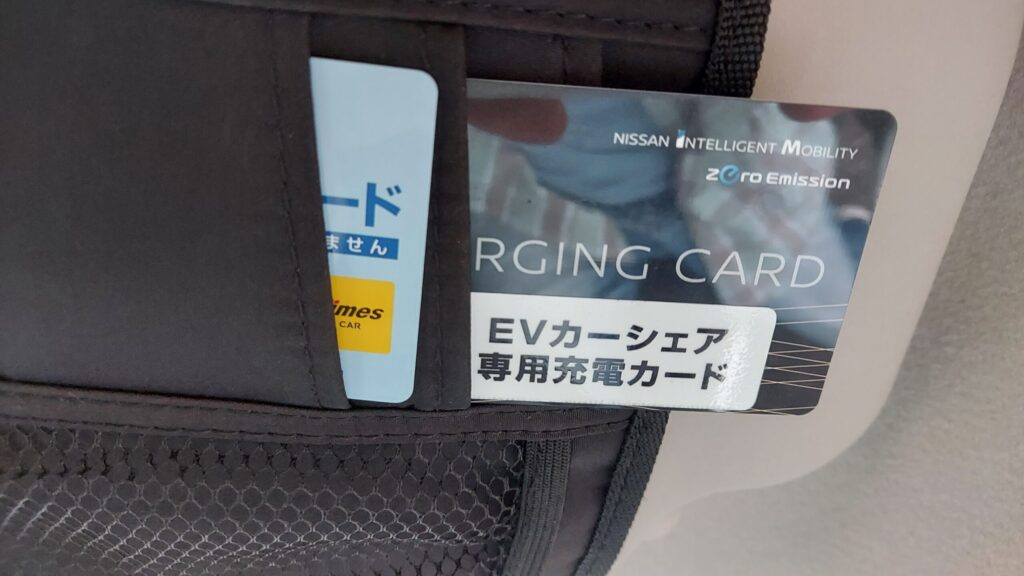 ード
ません
imes
CAR
NISSAN INTELLIGENT MOBILITY
zero Emission
RGING CARD
EVカーシェア
専用充電カード